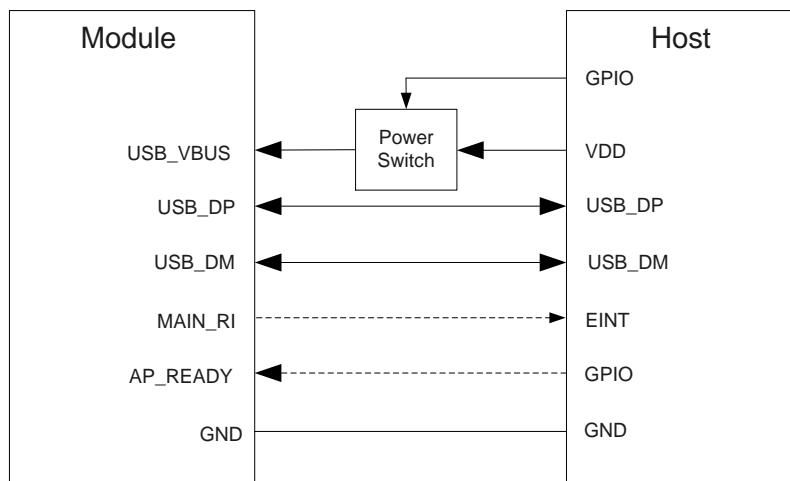 Module
Host
GPIO
Power
Switch
USB_VBUS
VDD
USB_DP
USB_DP
USB_DM
USB_DM
MAIN_RI
EINT
AP_READY
GPIO
GND
GND